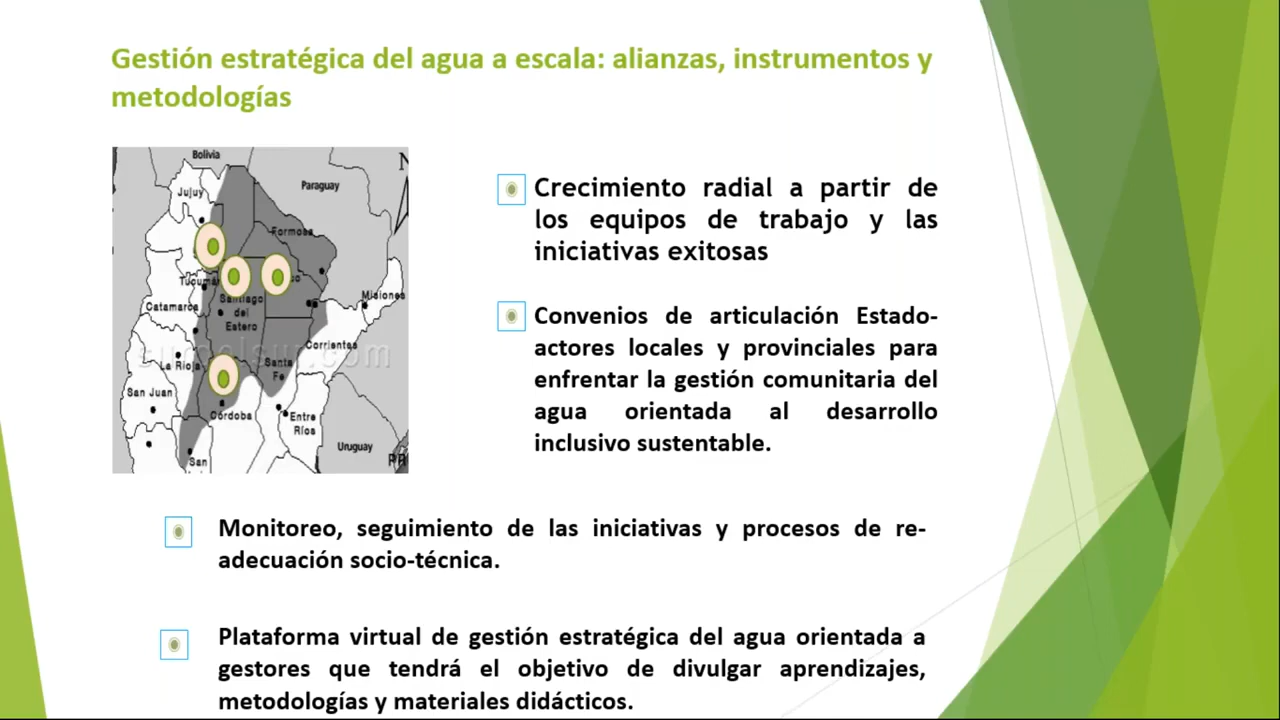 Gestión estratégica del agua a escala: alianzas, instrumentos y
metodologías
Bolivia
N
Jujuy
Paraguay
Formosa
Tucumá
co
Misiones
Santiago
del
Estero
Catamarca
Corrientes
surdelsur.com
La Rioja
Santa
Fe
San Juan
Córdoba
Entre
Ríos
Uruguay
San
Crecimiento radial a partir de
los equipos de trabajo y las
iniciativas exitosas
Convenios de articulación Estado-
actores locales y provinciales para
enfrentar la gestión comunitaria del
agua orientada al desarrollo
inclusivo sustentable.
Monitoreo, seguimiento de las iniciativas y procesos de re-
adecuación socio-técnica.
Plataforma virtual de gestión estratégica del agua orientada a
gestores que tendrá el objetivo de divulgar aprendizajes,
metodologías y materiales didácticos.